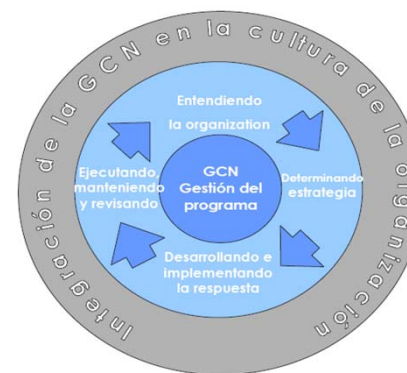 Integración de la GCN en la cultura de la organización
Entendiendo
la organization
Determinando
estrategia
GCN
Gestión del
programa
Ejecutando,
manteniendo
y revisando
Desarrollando e
implementando
la respuesta